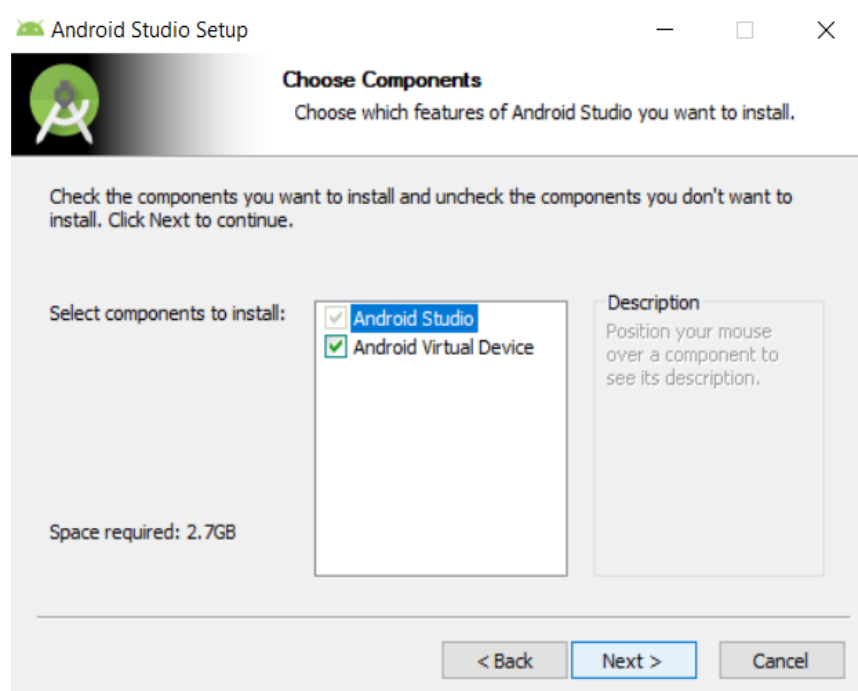 Android Studio Setup
Choose Components
Choose which features of Android Studio you want to install.
Check the components you want to install and uncheck the components you don't want to
install. Click Next to continue.
Select components to install:
Android Studio
Android Virtual Device
Description
Position your mouse
over a component to
see its description.
Space required: 2.7GB
< Back
Next >
Cancel